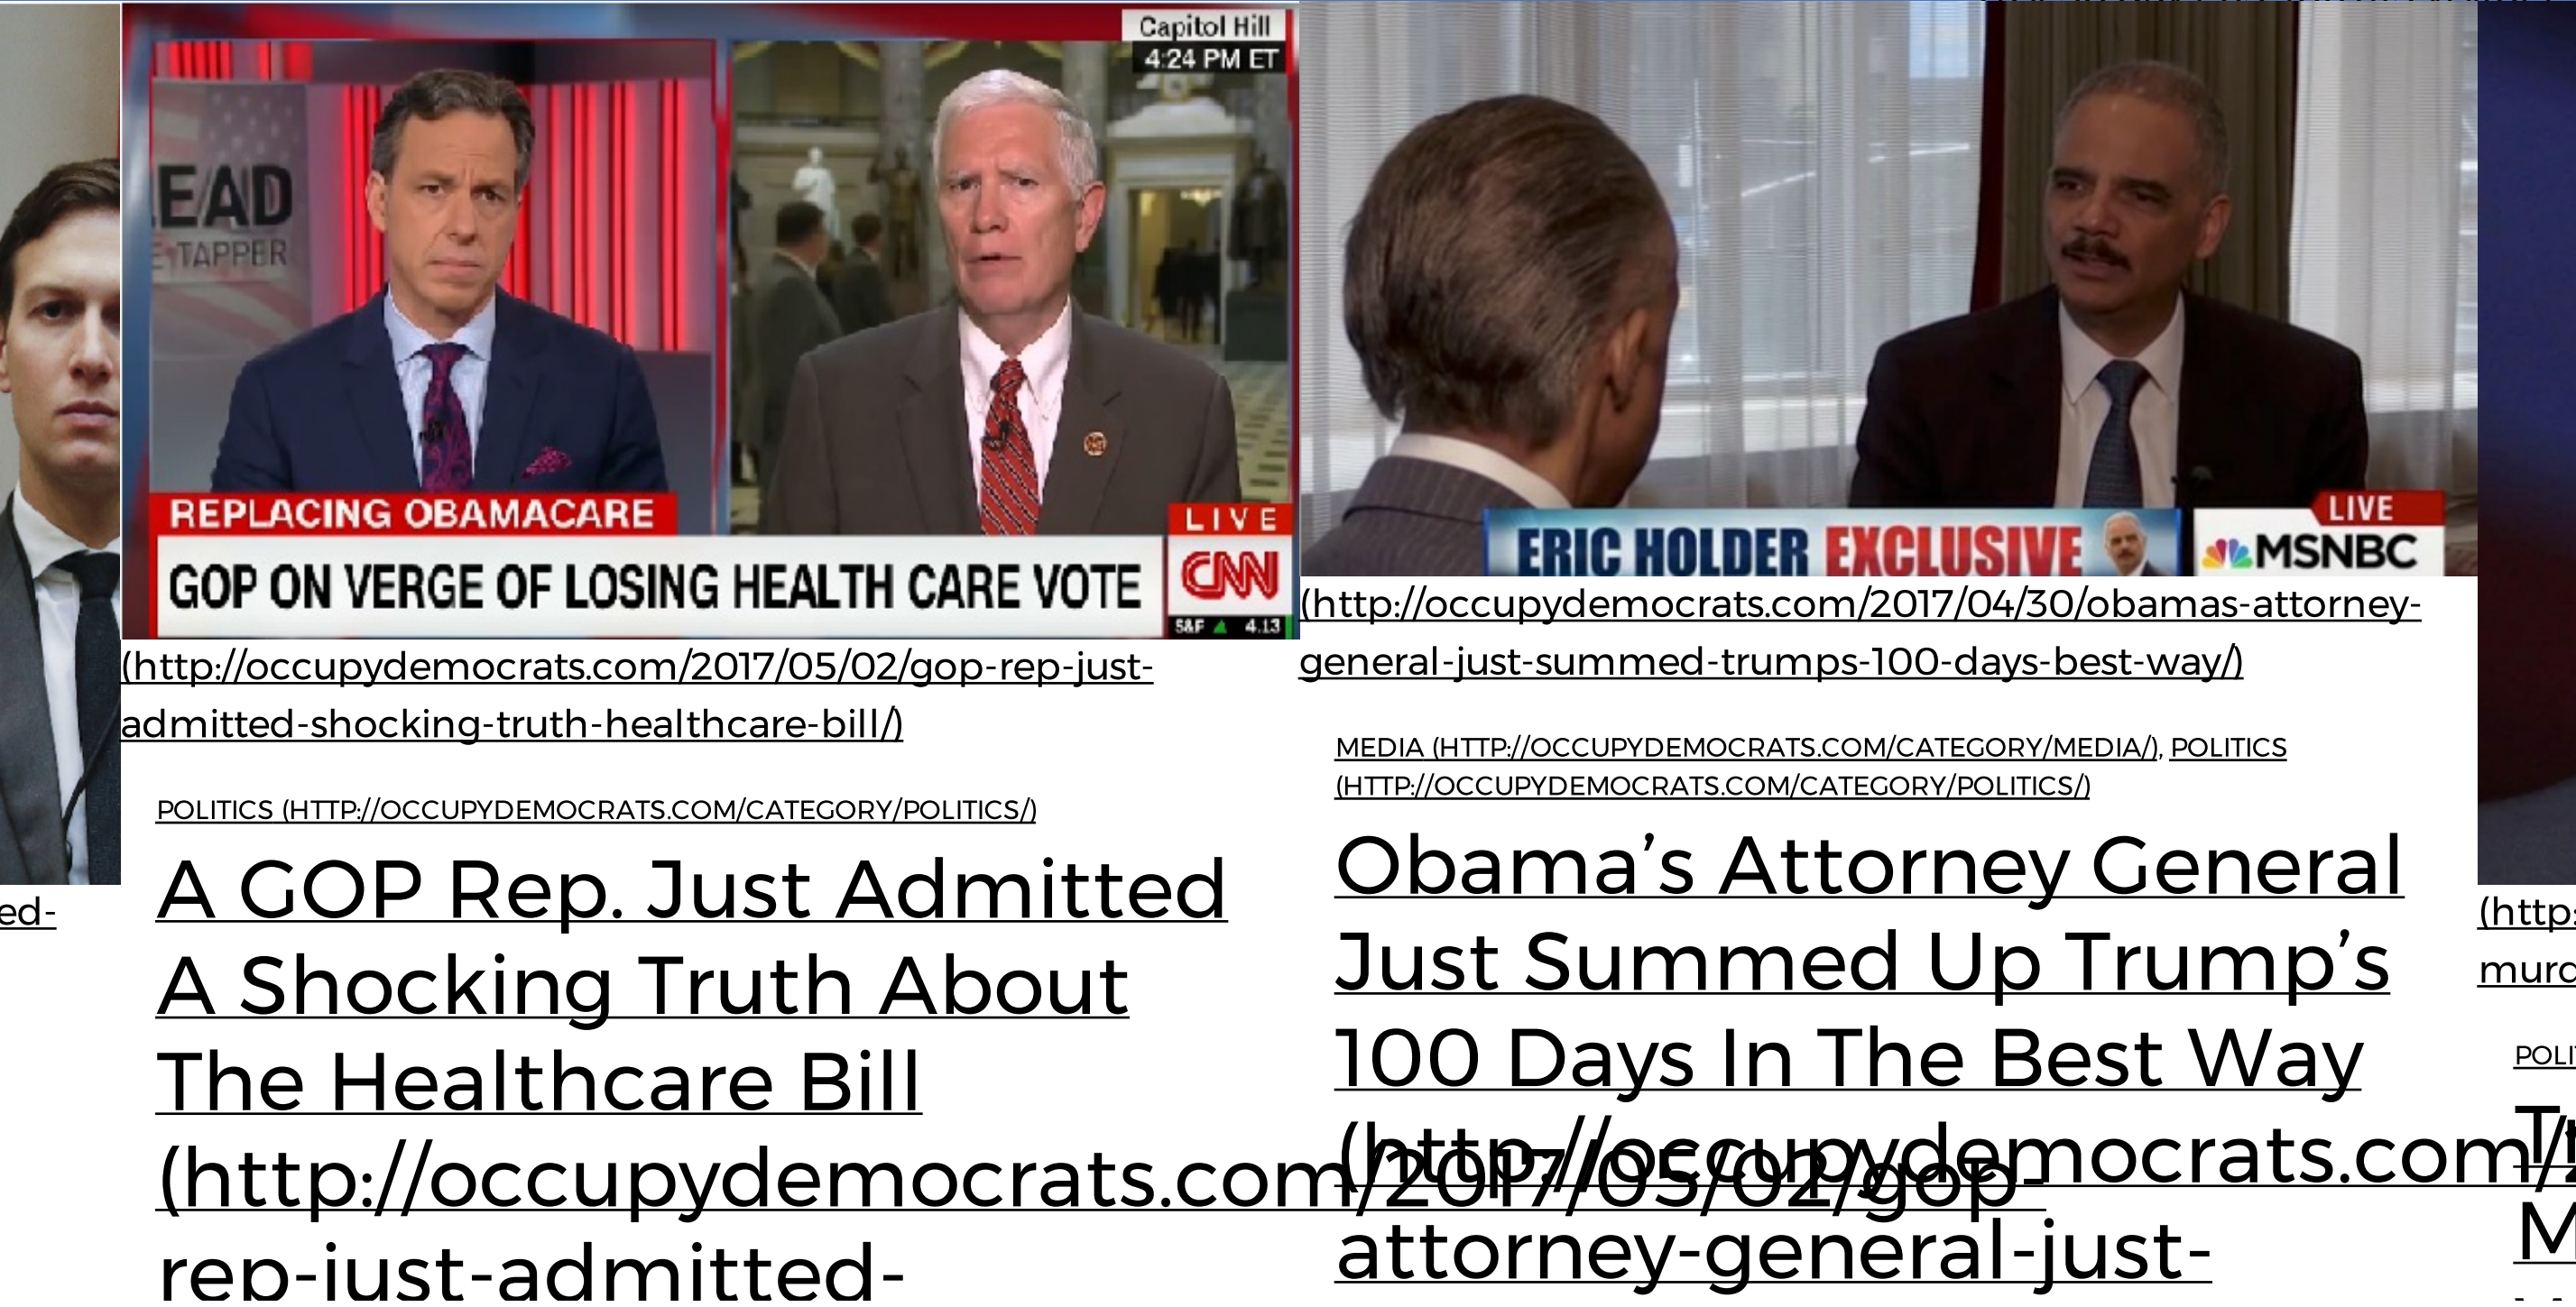 Capitol Hill
4:24 PM ET
LEAD
TAPPER
REPLACING OBAMACARE
LIVE
GOP ON VERGE OF LOSING HEALTH CARE VOTE
CNN
S&P ▲ 4.13
(http://occupydemocrats.com/2017/05/02/gop-rep-just-
admitted-shocking-truth-healthcare-bill/)
POLITICS (HTTP://OCCUPYDEMOCRATS.COM/CATEGORY/POLITICS/)
A GOP Rep. Just Admitted
A Shocking Truth About
The Healthcare Bill
(http://occupydemocrats.com/2017/05/02/gop-
rep-just-admitted-
LIVE
ERIC HOLDER EXCLUSIVE
MSNBC
(http://occupydemocrats.com/2017/04/30/obamas-attorney-
general-just-summed-trumps-100-days-best-way/)
MEDIA (HTTP://OCCUPYDEMOCRATS.COM/CATEGORY/MEDIA/), POLITICS
(HTTP://OCCUPYDEMOCRATS.COM/CATEGORY/POLITICS/)
Obama’s Attorney General
Just Summed Up Trump’s
100 Days In The Best Way
(http://occupydemocrats.com/
attorney-general-just-
ed-
(http:
murd
POLI